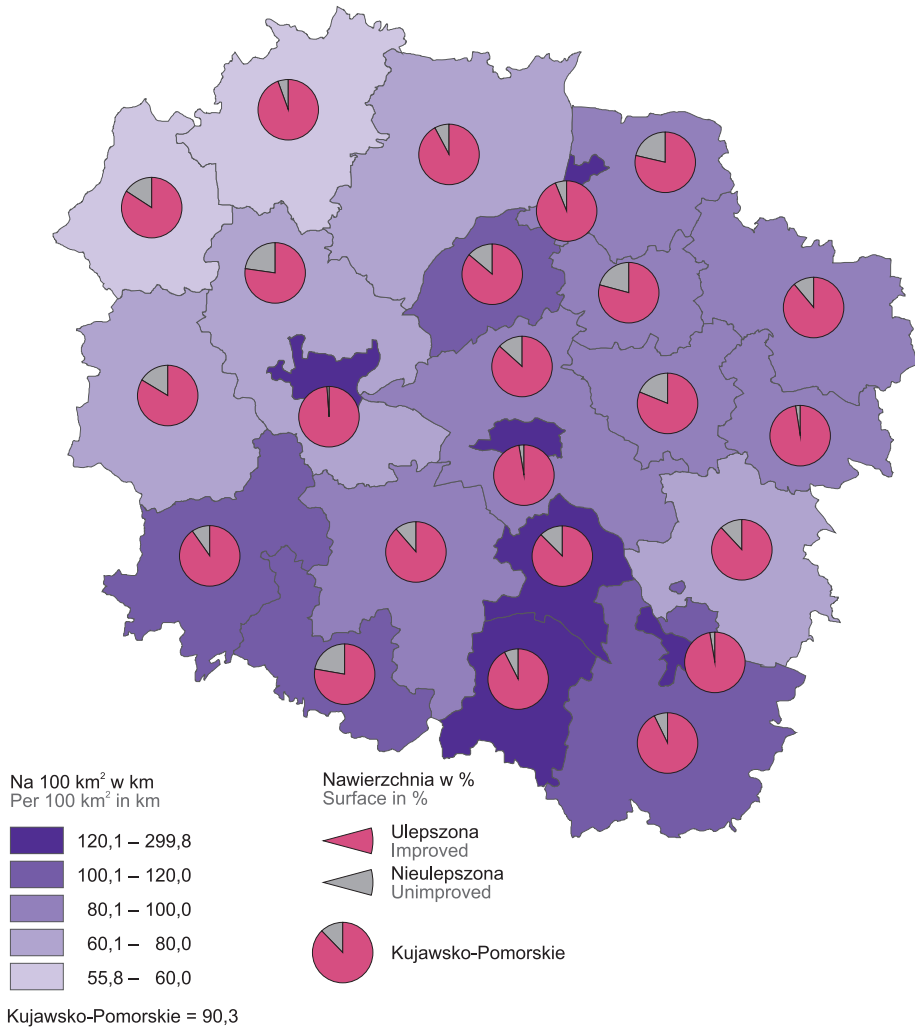 Na 100 km² w km
Per 100 km² in km
120,1 – 299,8
100,1 – 120,0
80,1 – 100,0
60,1 – 80,0
55,8 – 60,0
Kujawsko-Pomorskie = 90,3
Nawierzchnia w %
Surface in %
Ulepszona
Improved
Nieulepszona
Unimproved
Kujawsko-Pomorskie